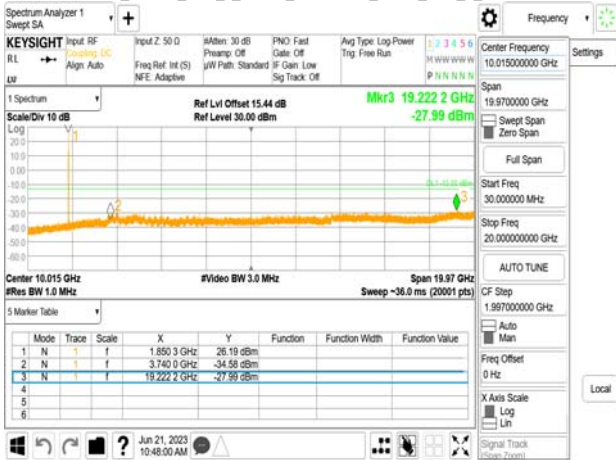 Spectrum Analyzer 1
Swept SA
Frequency
Settings
KEYSIGHT
RL
Input: RF
Coupling: DC
Align: Auto
Input Z: 50 Ω
Freq Ref: Int (S)
NFE: Adaptive
#Atten: 30 dB
Preamp: Off
µW Path: Standard
PNO: Fast
Gate: Off
IF Gain: Low
Sig Track: Off
Avg Type: Log-Power
Trig: Free Run
1 2 3 4 5 6
M W W W W W
P N N N N N
1 Spectrum
Scale/Div 10 dB
Ref Lvl Offset 15.44 dB
Ref Level 30.00 dBm
Mkr3 19.222 2 GHz
-27.99 dBm
Log
20.0
10.0
0.00
-10.0
-20.0
-30.0
-40.0
-50.0
-60.0
1
2
3
Center 10.015 GHz
#Res BW 1.0 MHz
#Video BW 3.0 MHz
Span 19.97 GHz
Sweep ~36.0 ms (20001 pts)
5 Marker Table
Mode Trace Scale X Y Function Function Width Function Value
1 N 1 f 1.850 3 GHz 26.19 dBm
2 N 1 f 3.740 0 GHz -34.58 dBm
3 N 1 f 19.222 2 GHz -27.99 dBm
4
5
6
Jun 21, 2023
10:48:00 AM
Center Frequency
10.015000000 GHz
Span
19.9700000 GHz
Swept Span
Zero Span
Full Span
Start Freq
30.000000 MHz
Stop Freq
20.000000000 GHz
AUTO TUNE
CF Step
1.997000000 GHz
Auto
Man
Freq Offset
0 Hz
X Axis Scale
Log
Lin
Signal Track
(Span Zoom)
Local